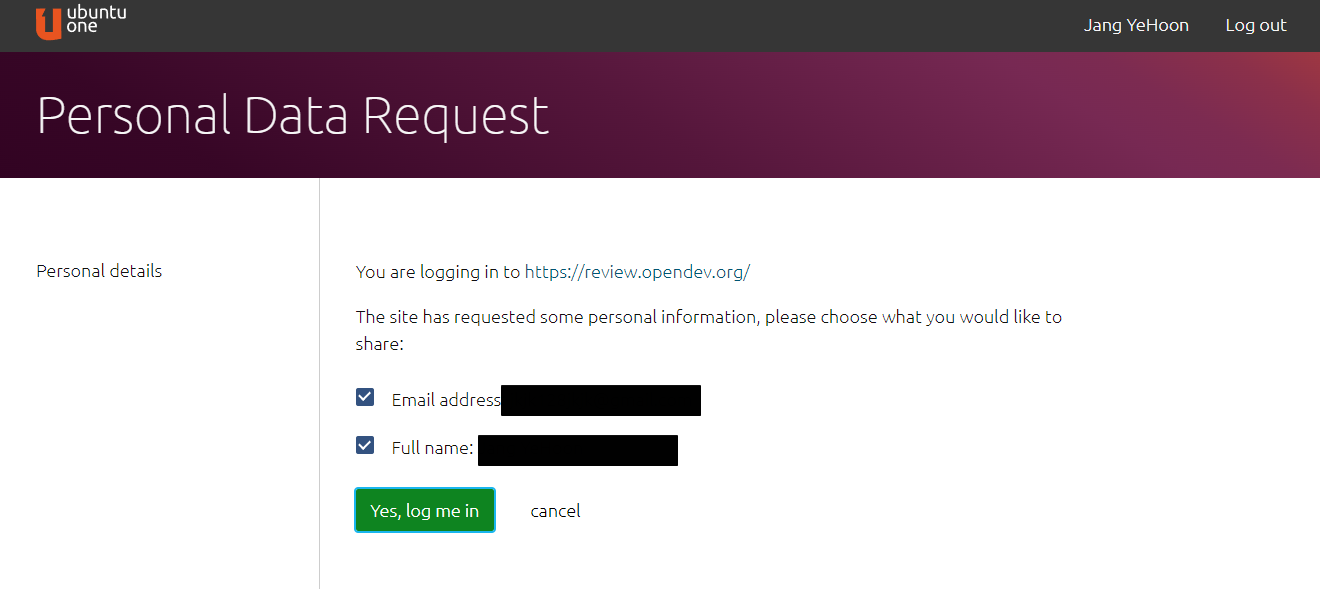 ubuntu
one
Jang YeHoon
Log out
Personal Data Request
Personal details
You are logging in to https://review.opendev.org/
The site has requested some personal information, please choose what you would like to
share:
Email address
Full name:
Yes, log me in
cancel